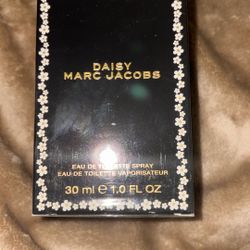 DAISY
MARC JACOBS
EAU DE TOILETTE SPRAY
EAU DE TOILETTE VAPORISATEUR
30 ml ℮ 1.0 FL OZ